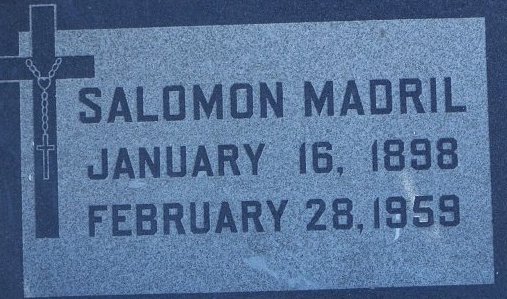 SALOMON MADRIL
JANUARY 16, 1898
FEBRUARY 28, 1959